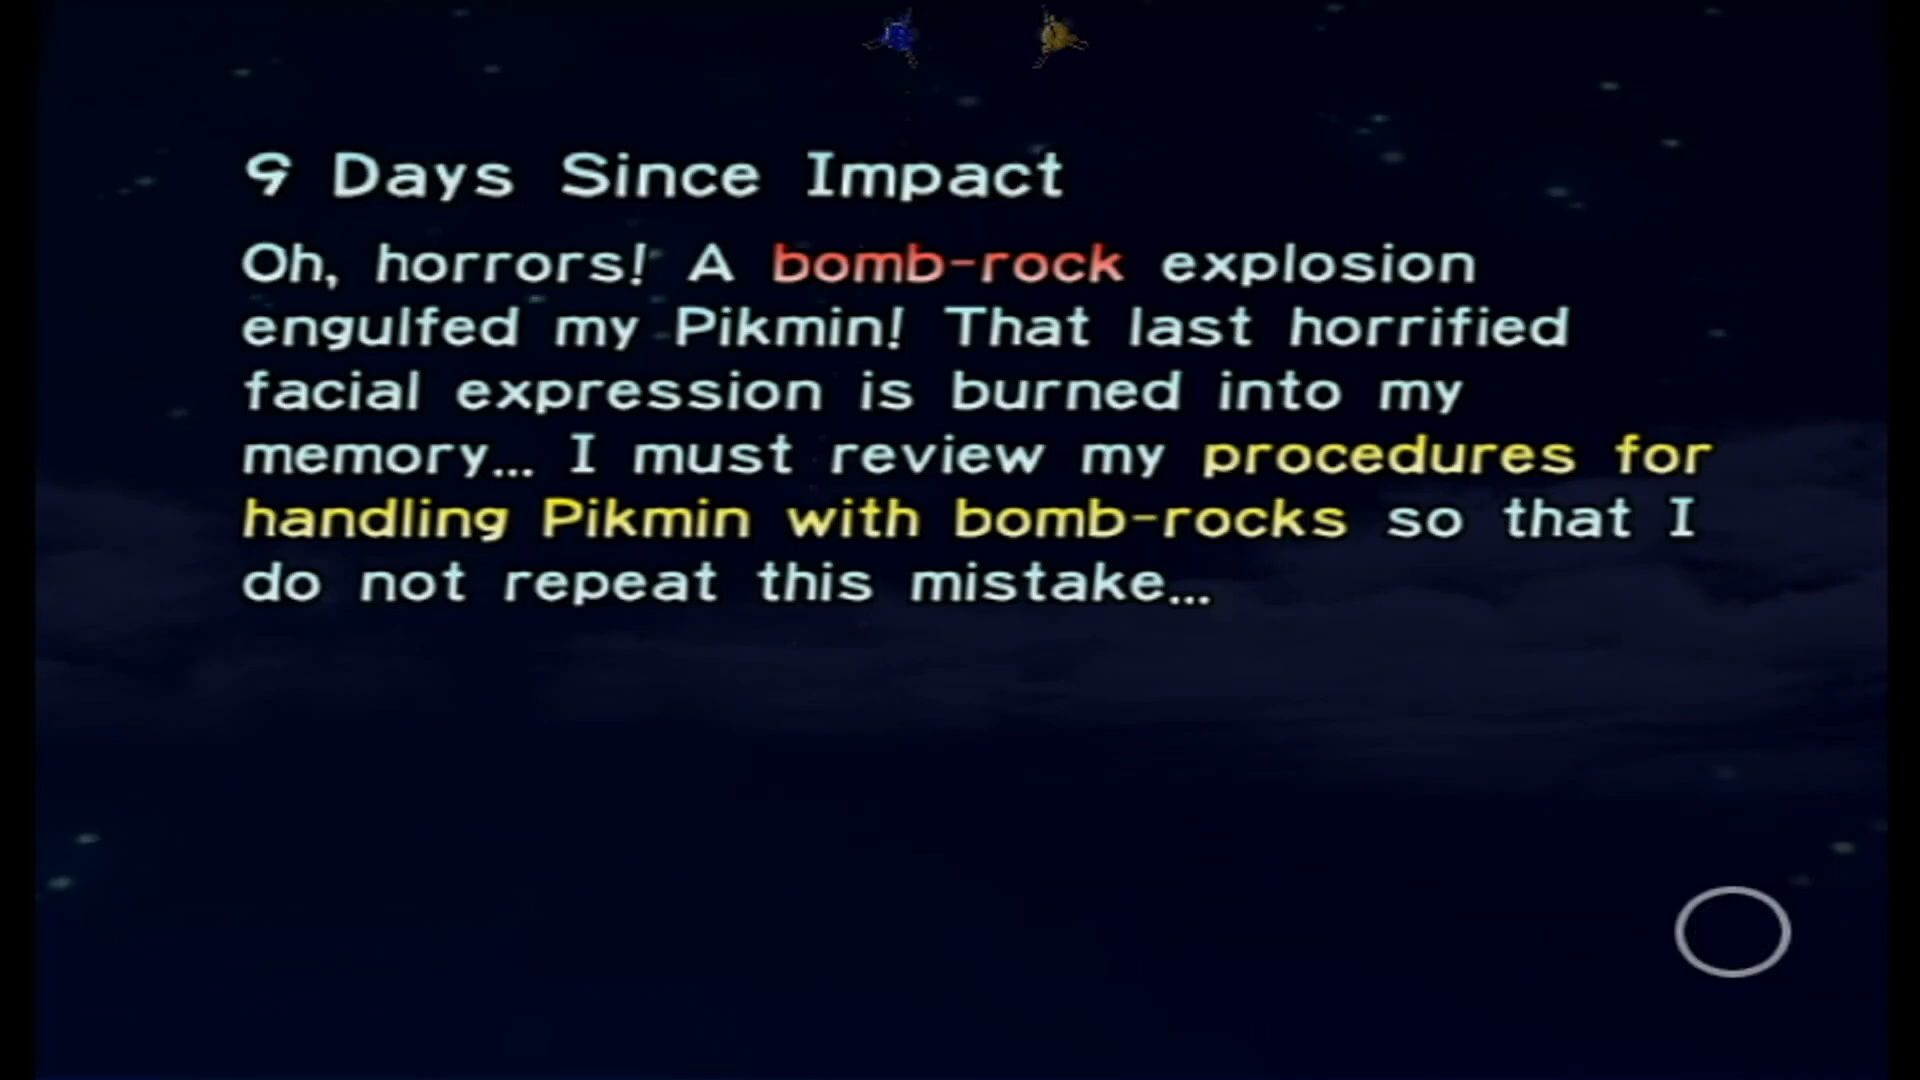 9 Days Since Impact
Oh, horrors! A bomb-rock explosion
engulfed my Pikmin! That last horrified
facial expression is burned into my
memory... I must review my procedures for
handling Pikmin with bomb-rocks so that I
do not repeat this mistake...